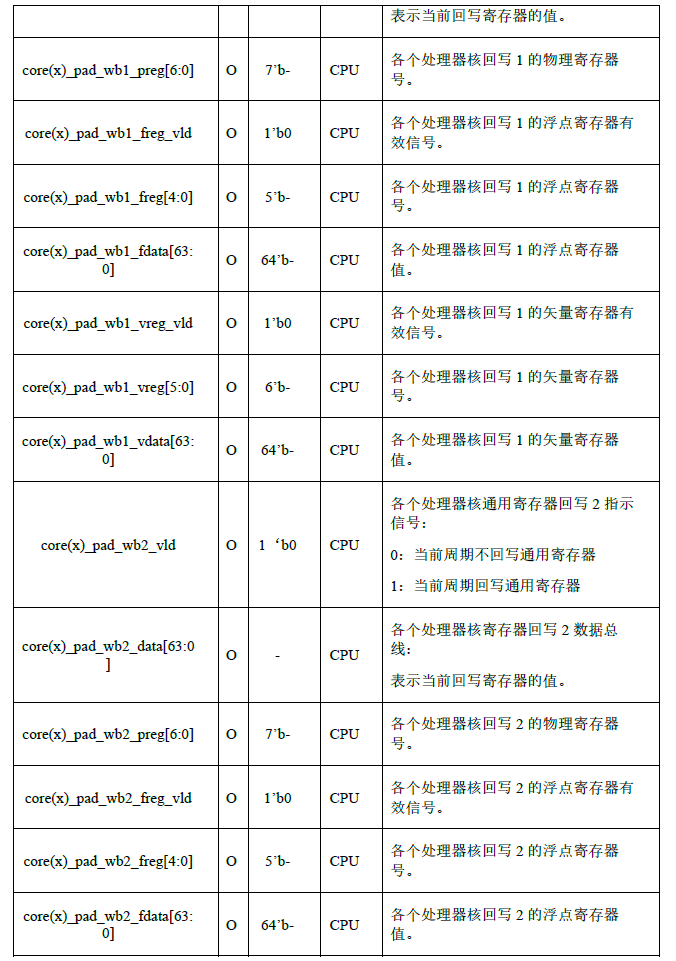 表示当前回写寄存器的值。
core(x)_pad_wb1_preg[6:0] O 7’b- CPU 各个处理器核回写 1 的物理寄存器
号。
core(x)_pad_wb1_freg_vld O 1’b0 CPU 各个处理器核回写 1 的浮点寄存器有
效信号。
core(x)_pad_wb1_freg[4:0] O 5’b- CPU 各个处理器核回写 1 的浮点寄存器
号。
core(x)_pad_wb1_fdata[63:
0] O 64’b- CPU 各个处理器核回写 1 的浮点寄存器
值。
core(x)_pad_wb1_vreg_vld O 1’b0 CPU 各个处理器核回写 1 的矢量寄存器有
效信号。
core(x)_pad_wb1_vreg[5:0] O 6’b- CPU 各个处理器核回写 1 的矢量寄存器
号。
core(x)_pad_wb1_vdata[63:
0] O 64’b- CPU 各个处理器核回写 1 的矢量寄存器
值。
core(x)_pad_wb2_vld O 1‘b0 CPU 各个处理器核通用寄存器回写 2 指示
信号：
0：当前周期不回写通用寄存器
1：当前周期回写通用寄存器
core(x)_pad_wb2_data[63:0
] O - CPU 各个处理器核寄存器回写 2 数据总
线：
表示当前回写寄存器的值。
core(x)_pad_wb2_preg[6:0] O 7’b- CPU 各个处理器核回写 2 的物理寄存器
号。
core(x)_pad_wb2_freg_vld O 1’b0 CPU 各个处理器核回写 2 的浮点寄存器有
效信号。
core(x)_pad_wb2_freg[4:0] O 5’b- CPU 各个处理器核回写 2 的浮点寄存器
号。
core(x)_pad_wb2_fdata[63:
0] O 64’b- CPU 各个处理器核回写 2 的浮点寄存器
值。